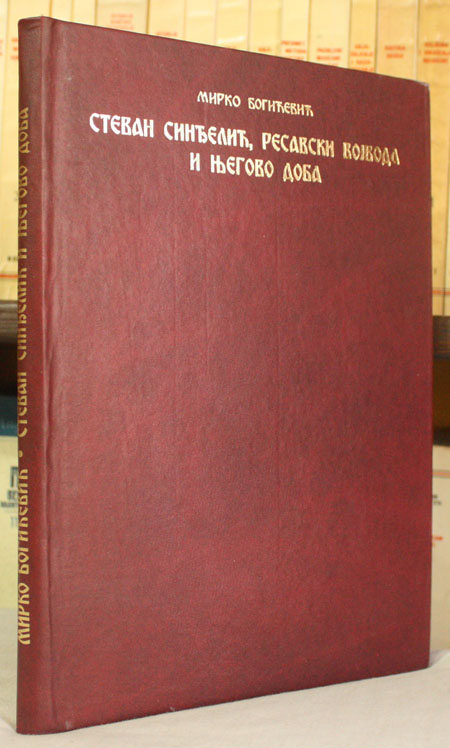 МИРКО БОГИЋЕВИЋ
СТЕВАН СИНЂЕЛИЋ, РЕСАВСКИ ВОЈВОДА
И ЊЕГОВО ДОБА
МИРКО БОГИЋЕВИЋ - СТЕВАН СИНЂЕЛИЋ И ЊЕГОВО ДОБА